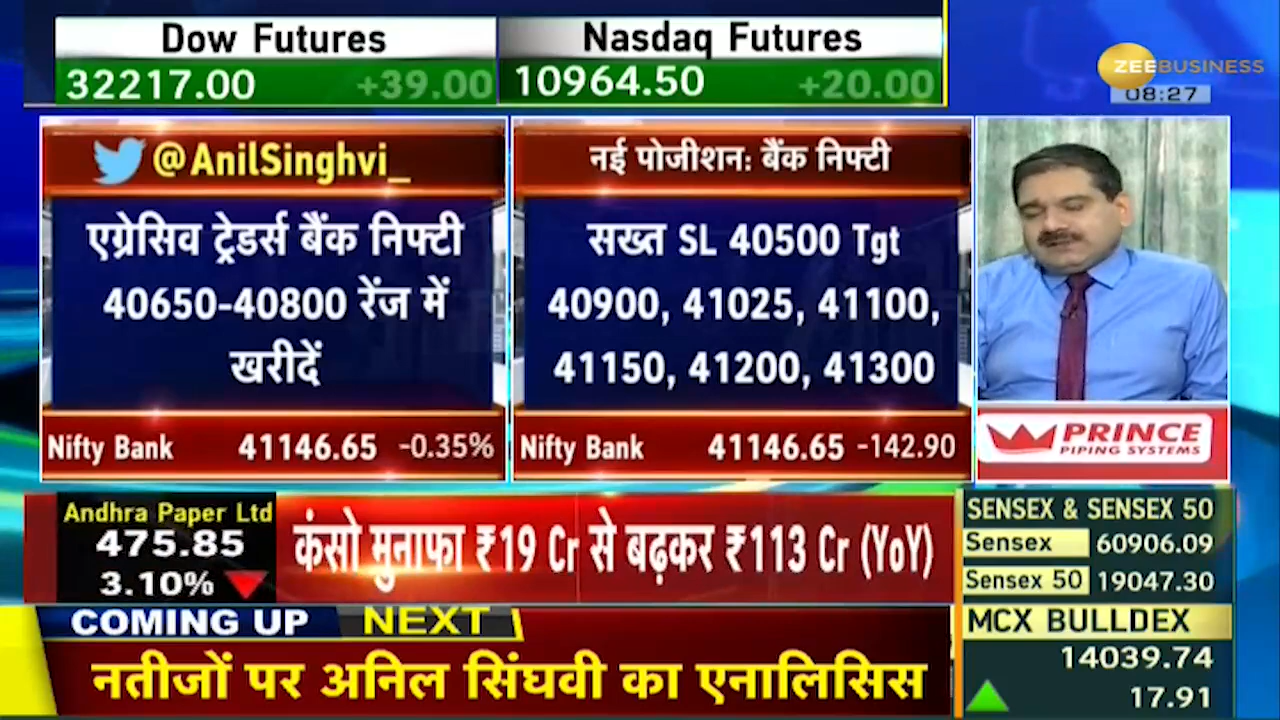 Dow Futures
32217.00 +39.00
Nasdaq Futures
10964.50 +20.00
ZEEBUSINESS
08:27
@AnilSinghvi_
एग्रेसिव ट्रेडर्स बैंक निफ्टी
40650-40800 रेंज में
खरीदें
Nifty Bank 41146.65 -0.35%
नई पोजीशन: बैंक निफ्टी
सख्त SL 40500 Tgt
40900, 41025, 41100,
41150, 41200, 41300
Nifty Bank 41146.65 -142.90
PRINCE
PIPING SYSTEMS
Andhra Paper Ltd
475.85
3.10%
कंसो मुनाफा ₹19 Cr से बढ़कर ₹113 Cr (YoY)
SENSEX & SENSEX 50
Sensex 60906.09
Sensex 50 19047.30
MCX BULLDEX
14039.74
17.91
COMING UP NEXT
नतीजों पर अनिल सिंघवी का एनालिसिस